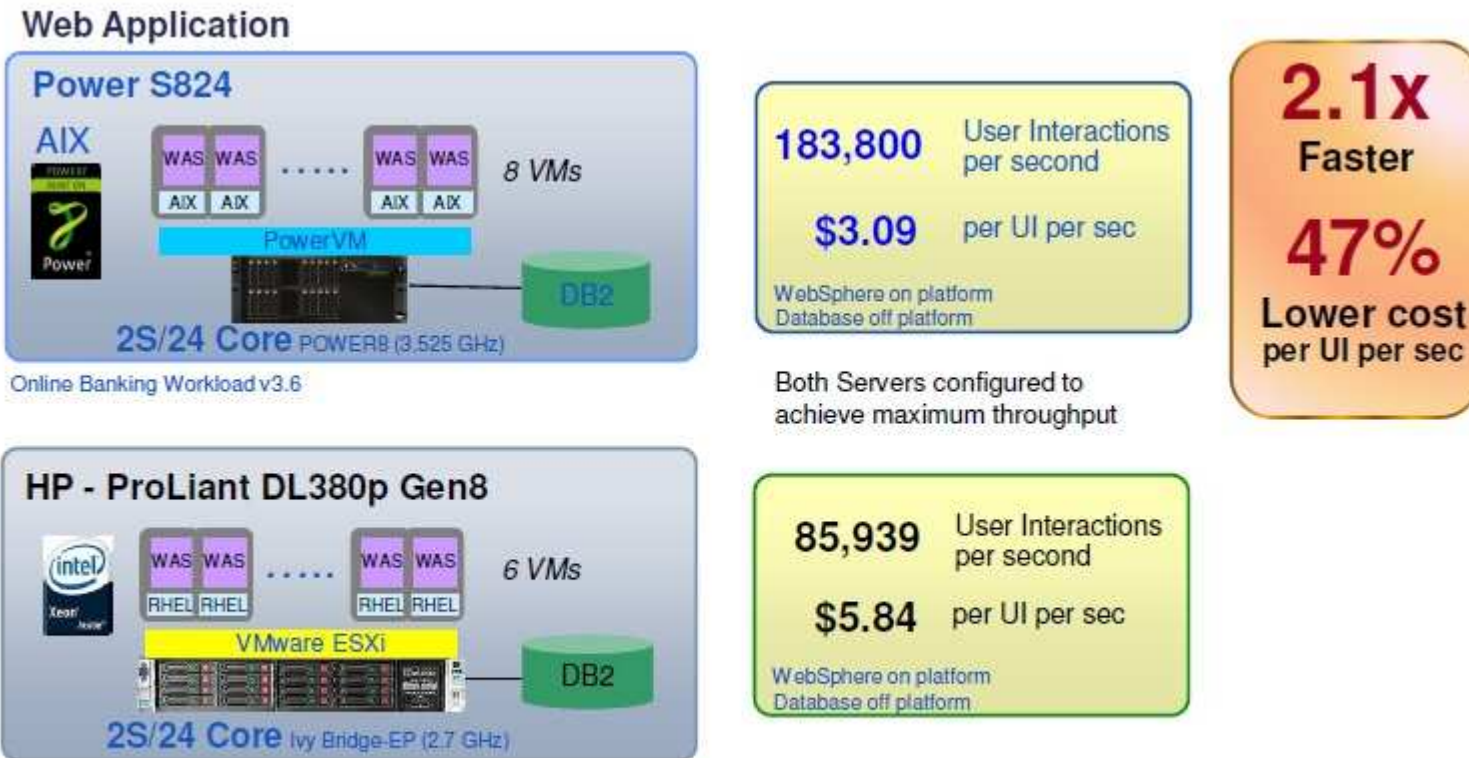 Web Application
Power S824
AIX
Power
WAS WAS ..... WAS WAS
8 VMs
AIX AIX AIX AIX
PowerVM
DB2
2S/24 Core POWER8 (3,525 GHz)
Online Banking Workload v3.6
183,800 User Interactions
per second
$3.09 per UI per sec
WebSphere on platform
Database off platform
2.1x
Faster
47%
Lower cost
per UI per sec
Both Servers configured to
achieve maximum throughput
HP - ProLiant DL380p Gen8
intel
Xeon
WAS WAS ..... WAS WAS
6 VMs
RHEL RHEL RHEL RHEL
VMware ESXi
DB2
2S/24 Core Ivy Bridge-EP (2.7 GHz)
85,939 User Interactions
per second
$5.84 per UI per sec
WebSphere on platform
Database off platform